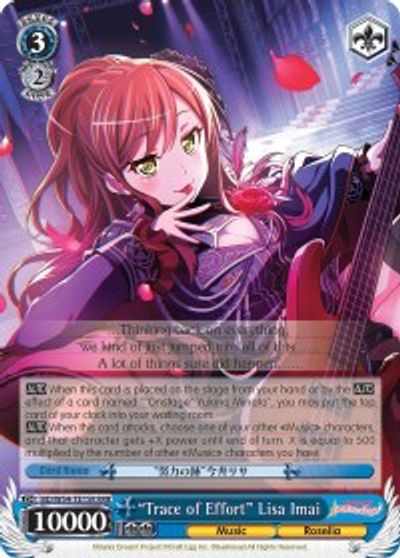 3
2
...Thinking back on everything,
we kind of just jumped into all of this......
A lot of things sure did happen......
When this card is placed on the stage from your hand or by the
effect of a card named "Onstage" Yukina Minato", you may put the top
card of your clock into your waiting room.
When this card attacks, choose one of your other «Music» characters,
and that character gets +X power until end of turn. X is equal to 500
multiplied by the number of your other «Music» characters.
Card Name “努力の跡”今井リサ
10000 “Trace of Effort” Lisa Imai
Music Roselia